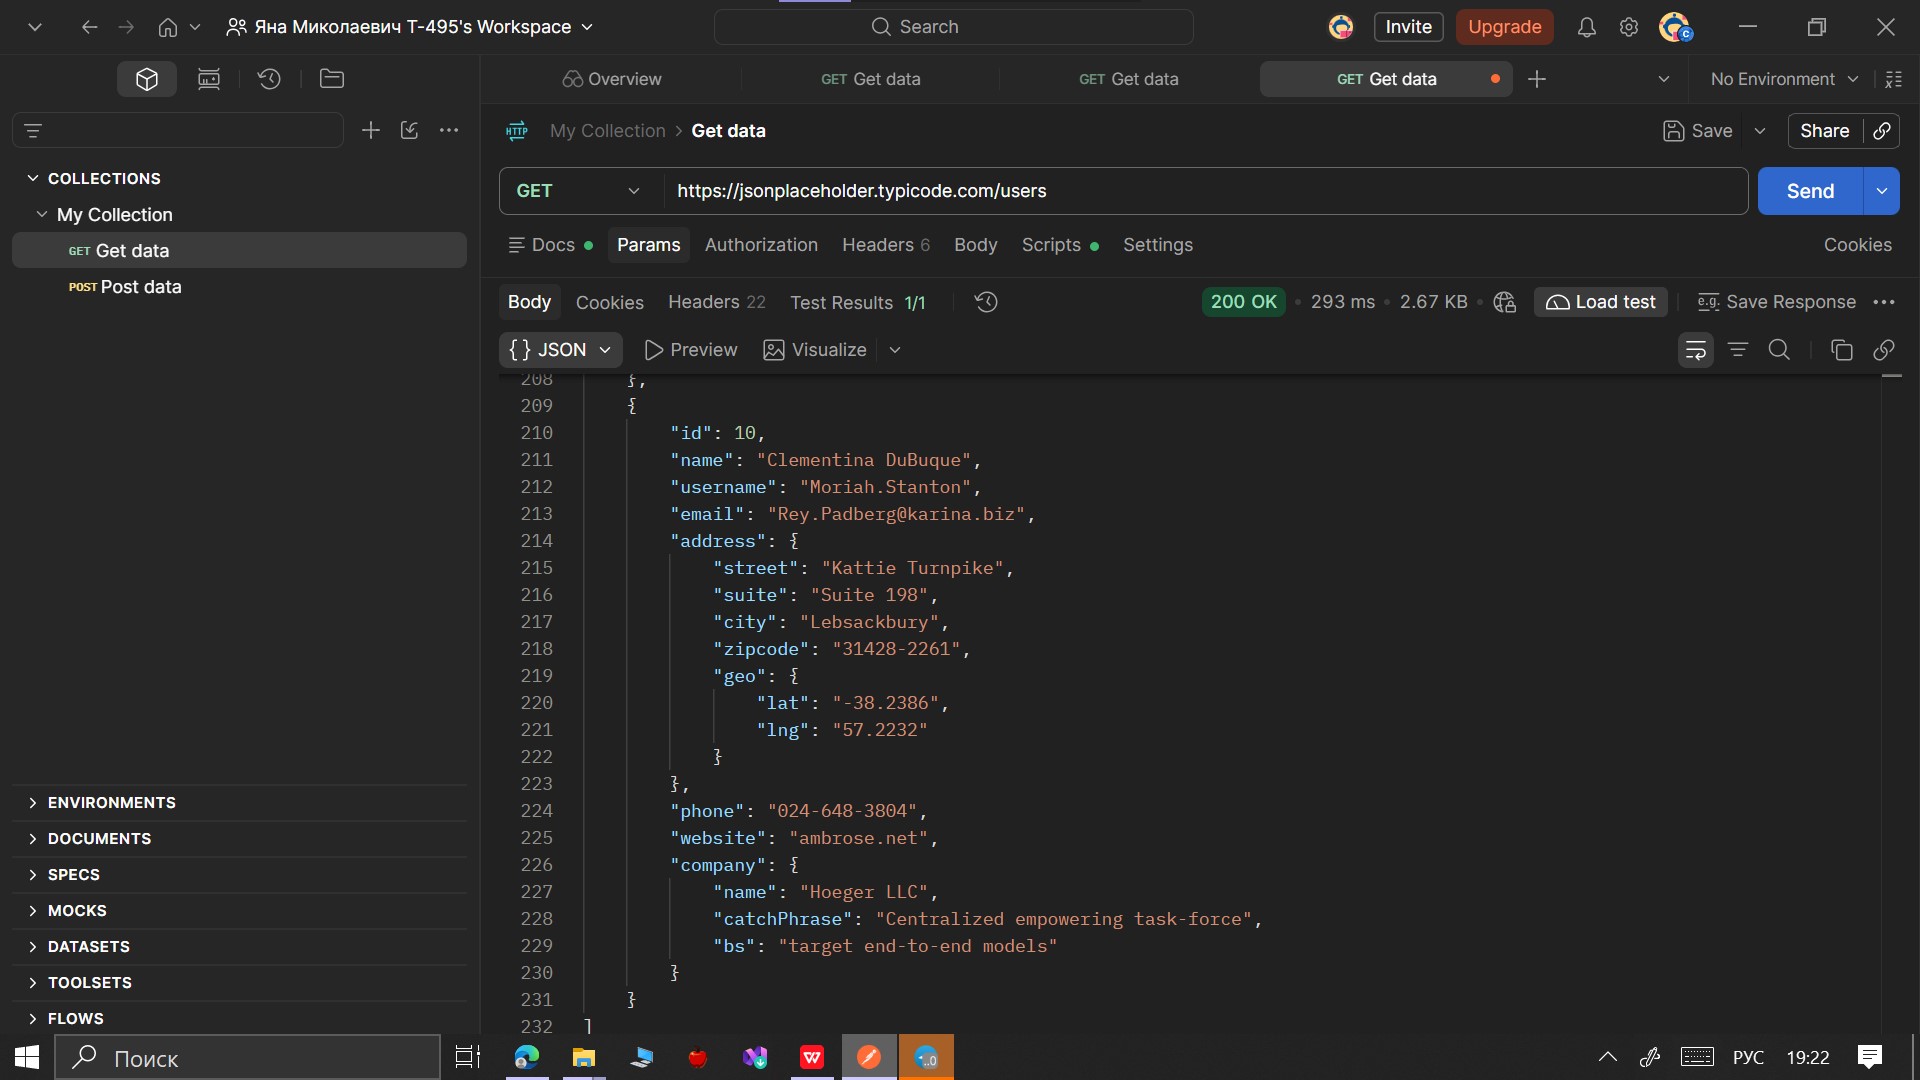 Яна Миколаевич Т-495's Workspace
Search
Invite
Upgrade
Overview
GET Get data
GET Get data
GET Get data
No Environment
HTTP My Collection > Get data
Save
Share
COLLECTIONS
My Collection
GET Get data
POST Post data
ENVIRONMENTS
DOCUMENTS
SPECS
MOCKS
DATASETS
TOOLSETS
FLOWS
GET
https://jsonplaceholder.typicode.com/users
Send
Docs
Params
Authorization
Headers 6
Body
Scripts
Settings
Cookies
Body
Cookies
Headers 22
Test Results 1/1
200 OK
293 ms
2.67 KB
Load test
e.g. Save Response
{} JSON
Preview
Visualize
208 },
209 {
210 "id": 10,
211 "name": "Clementina DuBuque",
212 "username": "Moriah.Stanton",
213 "email": "Rey.Padberg@karina.biz",
214 "address": {
215 "street": "Kattie Turnpike",
216 "suite": "Suite 198",
217 "city": "Lebsackbury",
218 "zipcode": "31428-2261",
219 "geo": {
220 "lat": "-38.2386",
221 "lng": "57.2232"
222 }
223 },
224 "phone": "024-648-3804",
225 "website": "ambrose.net",
226 "company": {
227 "name": "Hoeger LLC",
228 "catchPhrase": "Centralized empowering task-force",
229 "bs": "target end-to-end models"
230 }
231 }
232 ]
Поиск
РУС
19:22